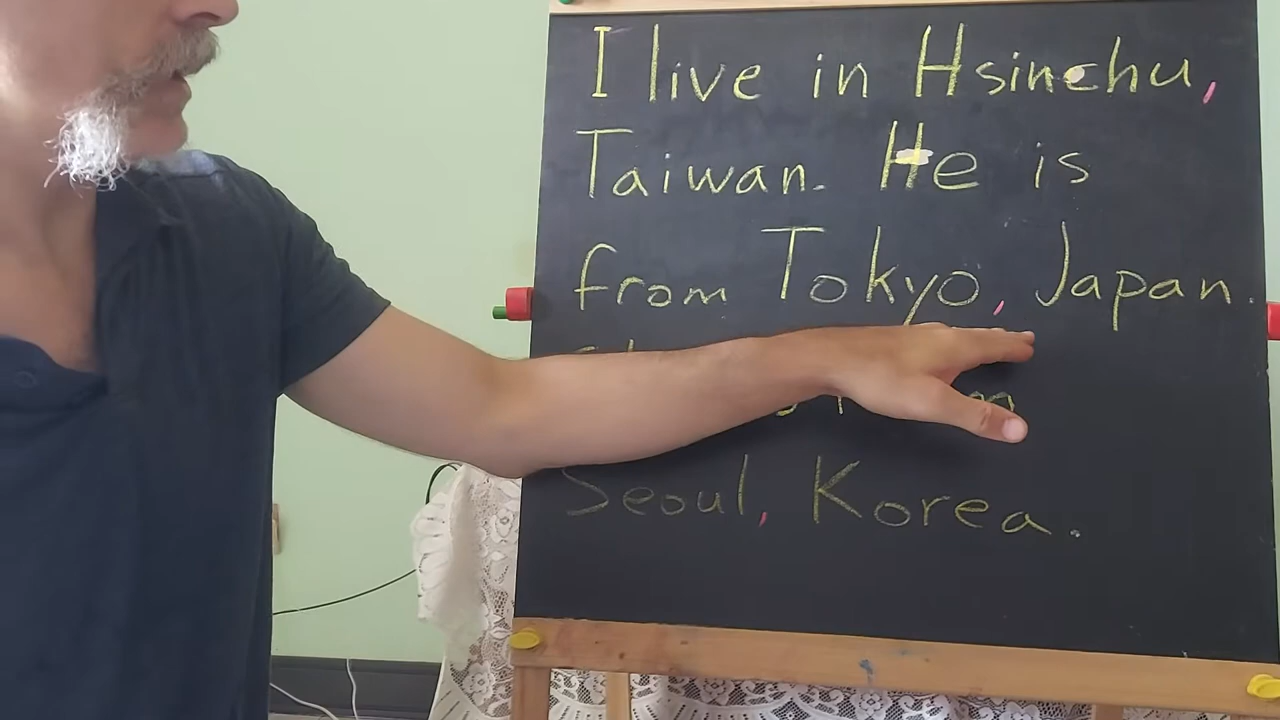 I live in Hsinchu,
Taiwan. He is
from Tokyo, Japan.
Seoul, Korea.